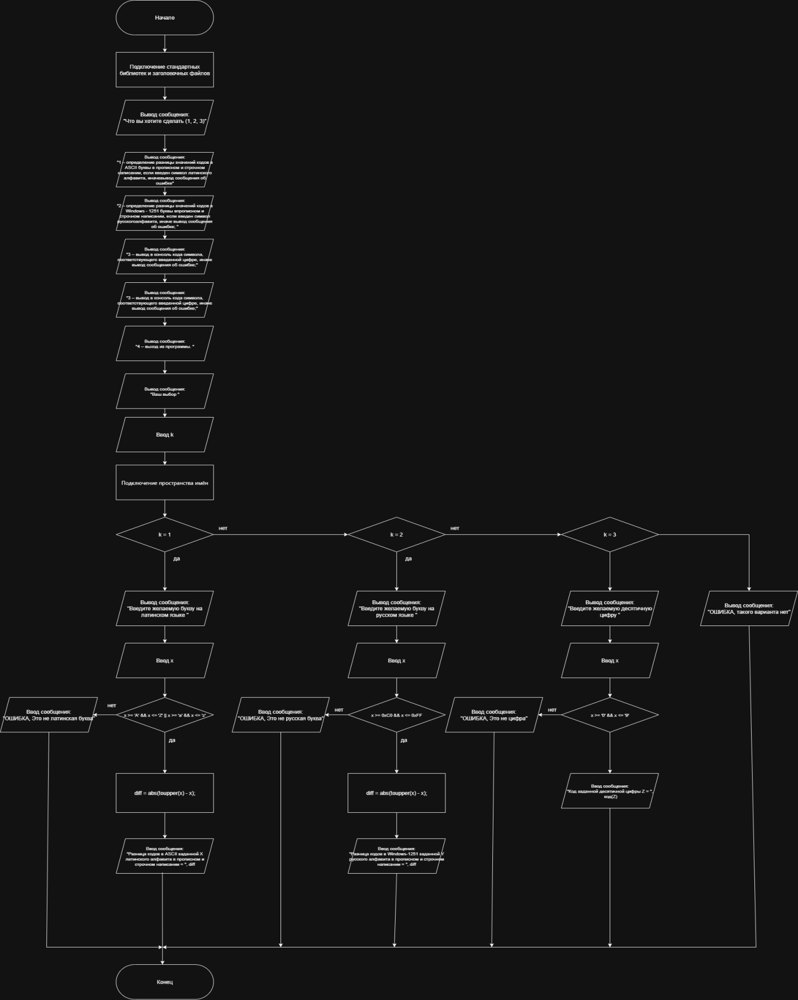 Начало
Подключение стандартных
библиотек и заголовочных файлов
Вывод сообщения:
"Что вы хотите сделать (1, 2, 3)"
Вывод сообщения:
"1 – определение разницы значений кодов в
ASCII буквы в прописном и строчном
написании, если введен символ латинского
алфавита, иначевывод сообщения об
ошибке"
Вывод сообщения:
"2 – определение разницы значений кодов в
Windows - 1251 буквы впрописном и
строчном написании, если введен символ
русскогоалфавита, иначе вывод сообщения
об ошибке; "
Вывод сообщения:
"3 – вывод в консоль кода символа,
соответствующего введенной цифре, иначе
вывод сообщения об ошибке;"
Вывод сообщения:
"3 – вывод в консоль кода символа,
соответствующего введенной цифре, иначе
вывод сообщения об ошибке;"
Вывод сообщения:
"4 – выход из программы. "
Вывод сообщения:
"Ваш выбор "
Ввод k
Подключение пространства имён
k = 1
нет
k = 2
нет
k = 3
да
да
Вывод сообщения:
"Введите желаемую букву на
латинском языке "
Вывод сообщения:
"Введите желаемую букву на
русском языке "
Вывод сообщения:
"Введите желаемую десятичную
цифру "
Вывод сообщения:
"ОШИБКА, такого варианта нет"
Ввод x
Ввод x
Ввод x
Ввод сообщения:
"ОШИБКА, Это не латинская буква"
нет
x >= 'A' && x <= 'Z' || x >= 'a' && x <= 'z'
Ввод сообщения:
"ОШИБКА, Это не русская буква"
нет
x >= 0xC0 && x <= 0xFF
Ввод сообщения:
"ОШИБКА, Это не цифра"
нет
x >= '0' && x <= '9'
да
да
diff = abs(toupper(x) - x);
diff = abs(toupper(x) - x);
Ввод сообщения:
"Код заданной десятичной цифры Z = ",
код(Z)
Ввод сообщения:
"Разница кодов в ASCII заданной X
латинского алфавита в прописном и
строчном написании = ", diff
Ввод сообщения:
"Разница кодов в Windows-1251 заданной Y
русского алфавита в прописном и строчном
написании = ", diff
Конец